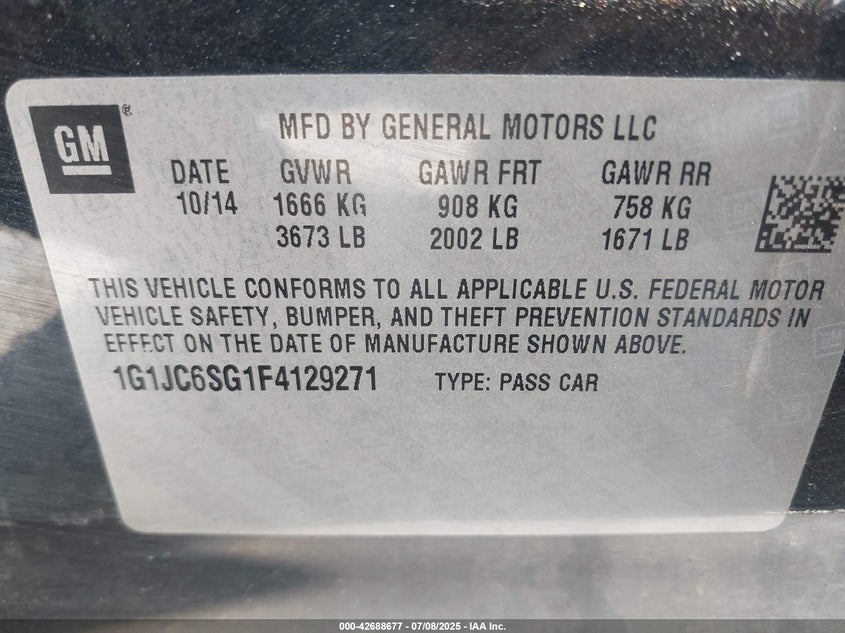 GM ®
MFD BY GENERAL MOTORS LLC
DATE GVWR GAWR FRT GAWR RR
10/14 1666 KG 908 KG 758 KG
3673 LB 2002 LB 1671 LB
THIS VEHICLE CONFORMS TO ALL APPLICABLE U.S. FEDERAL MOTOR
VEHICLE SAFETY, BUMPER, AND THEFT PREVENTION STANDARDS IN
EFFECT ON THE DATE OF MANUFACTURE SHOWN ABOVE.
1G1JC6SG1F4129271 TYPE: PASS CAR
000-42688677 - 07/08/2025 - IAA Inc.